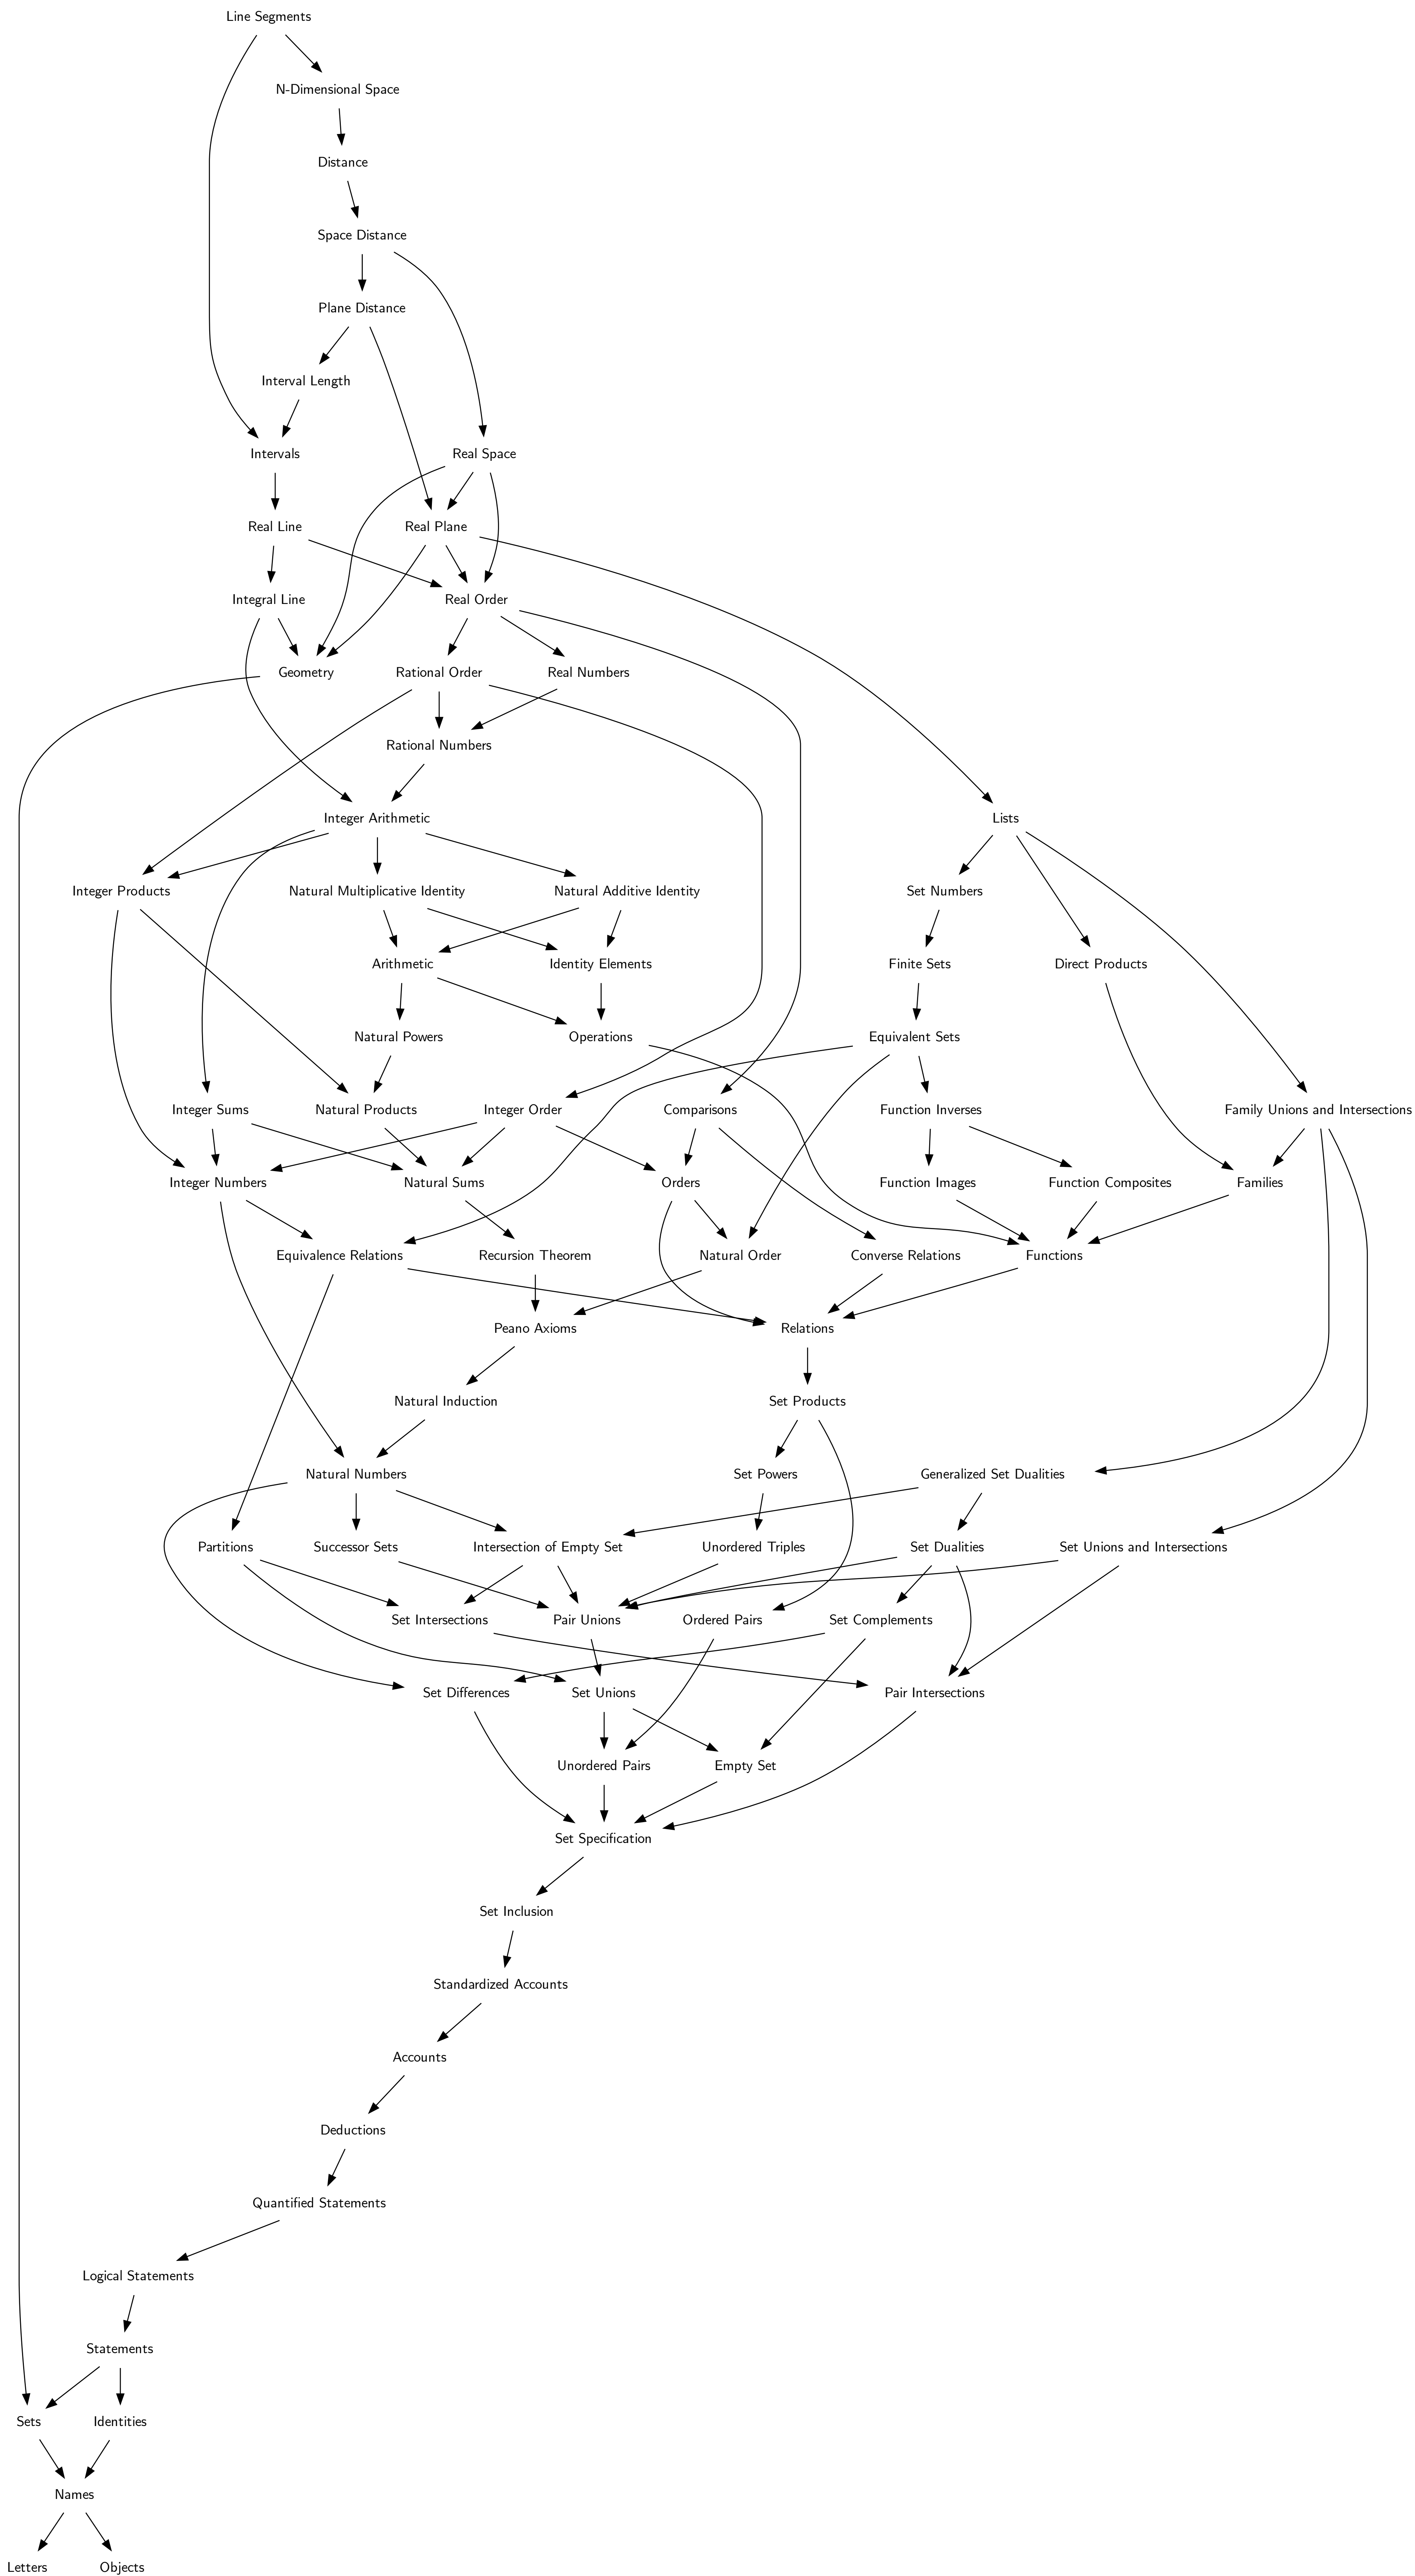 Line Segments
N-Dimensional Space
Distance
Space Distance
Plane Distance
Interval Length
Intervals
Real Space
Real Line
Real Plane
Integral Line
Real Order
Geometry
Rational Order
Real Numbers
Rational Numbers
Integer Arithmetic
Lists
Integer Products
Natural Multiplicative Identity
Natural Additive Identity
Set Numbers
Arithmetic
Identity Elements
Finite Sets
Direct Products
Natural Powers
Operations
Equivalent Sets
Integer Sums
Natural Products
Integer Order
Comparisons
Function Inverses
Family Unions and Intersections
Integer Numbers
Natural Sums
Orders
Function Images
Function Composites
Families
Equivalence Relations
Recursion Theorem
Natural Order
Converse Relations
Functions
Peano Axioms
Relations
Natural Induction
Set Products
Natural Numbers
Set Powers
Generalized Set Dualities
Partitions
Successor Sets
Intersection of Empty Set
Unordered Triples
Set Dualities
Set Unions and Intersections
Set Intersections
Pair Unions
Ordered Pairs
Set Complements
Set Differences
Set Unions
Pair Intersections
Unordered Pairs
Empty Set
Set Specification
Set Inclusion
Standardized Accounts
Accounts
Deductions
Quantified Statements
Logical Statements
Statements
Sets
Identities
Names
Letters
Objects